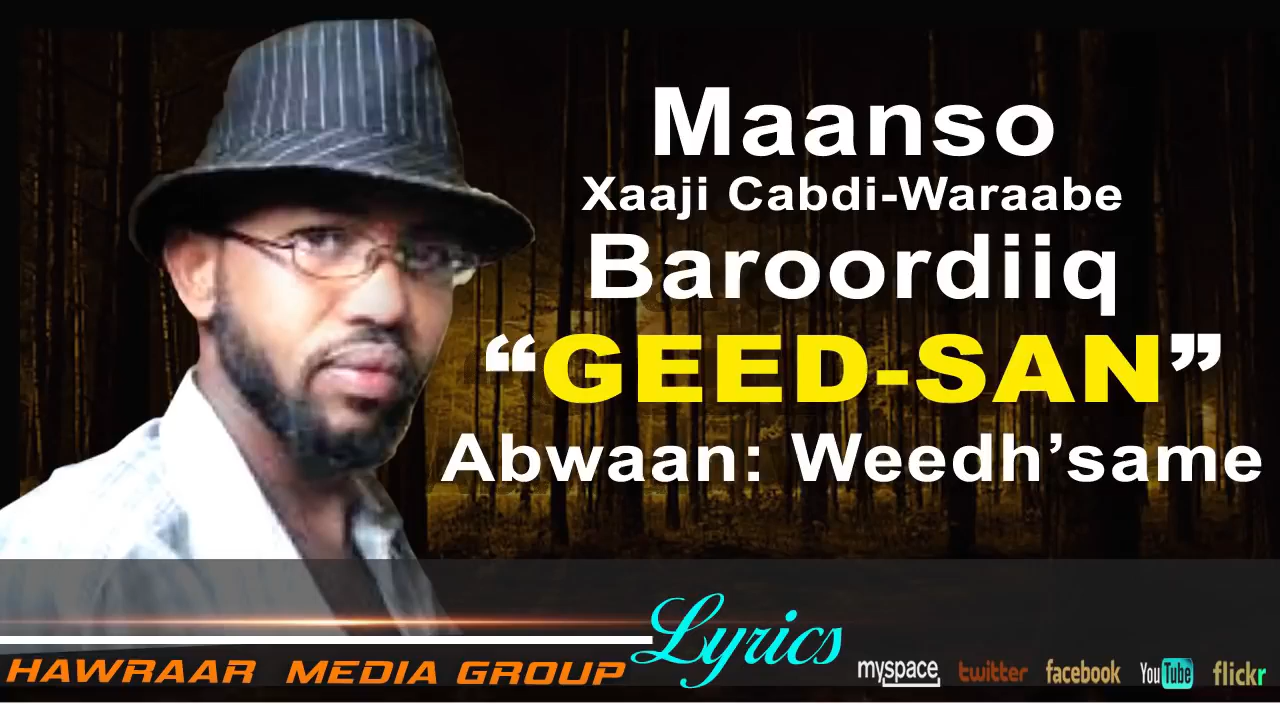 Maanso
Xaaji Cabdi-Waraabe
Baroordiiq
“GEED-SAN”
Abwaan: Weedh’same
Lyrics
HAWRAAR MEDIA GROUP
myspace twitter facebook YouTube flickr